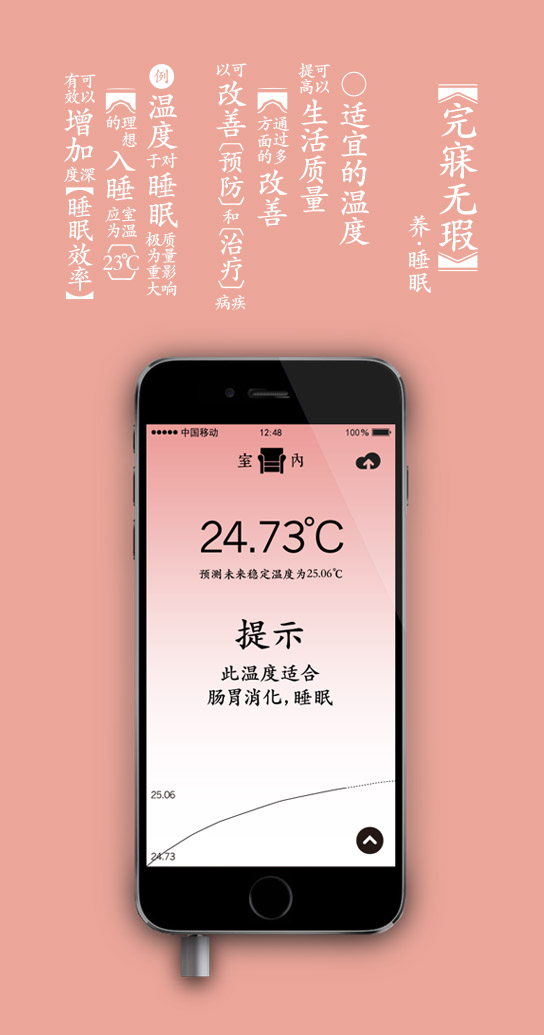 【完寐无瑕】
养·睡眠
○适宜的温度
可以提高生活质量
【通过多方面的改善
可以改善〔预防〕和〔治疗〕疾病
例 温度对于睡眠质量影响极为重大
【理想的入睡室温应为〔23℃〕
可以有效增加深度【睡眠效率】
●●●●● 中国移动 12:48 100%
室内
24.73℃
预测未来稳定温度为25.06℃
提示
此温度适合
肠胃消化，睡眠
25.06
24.73